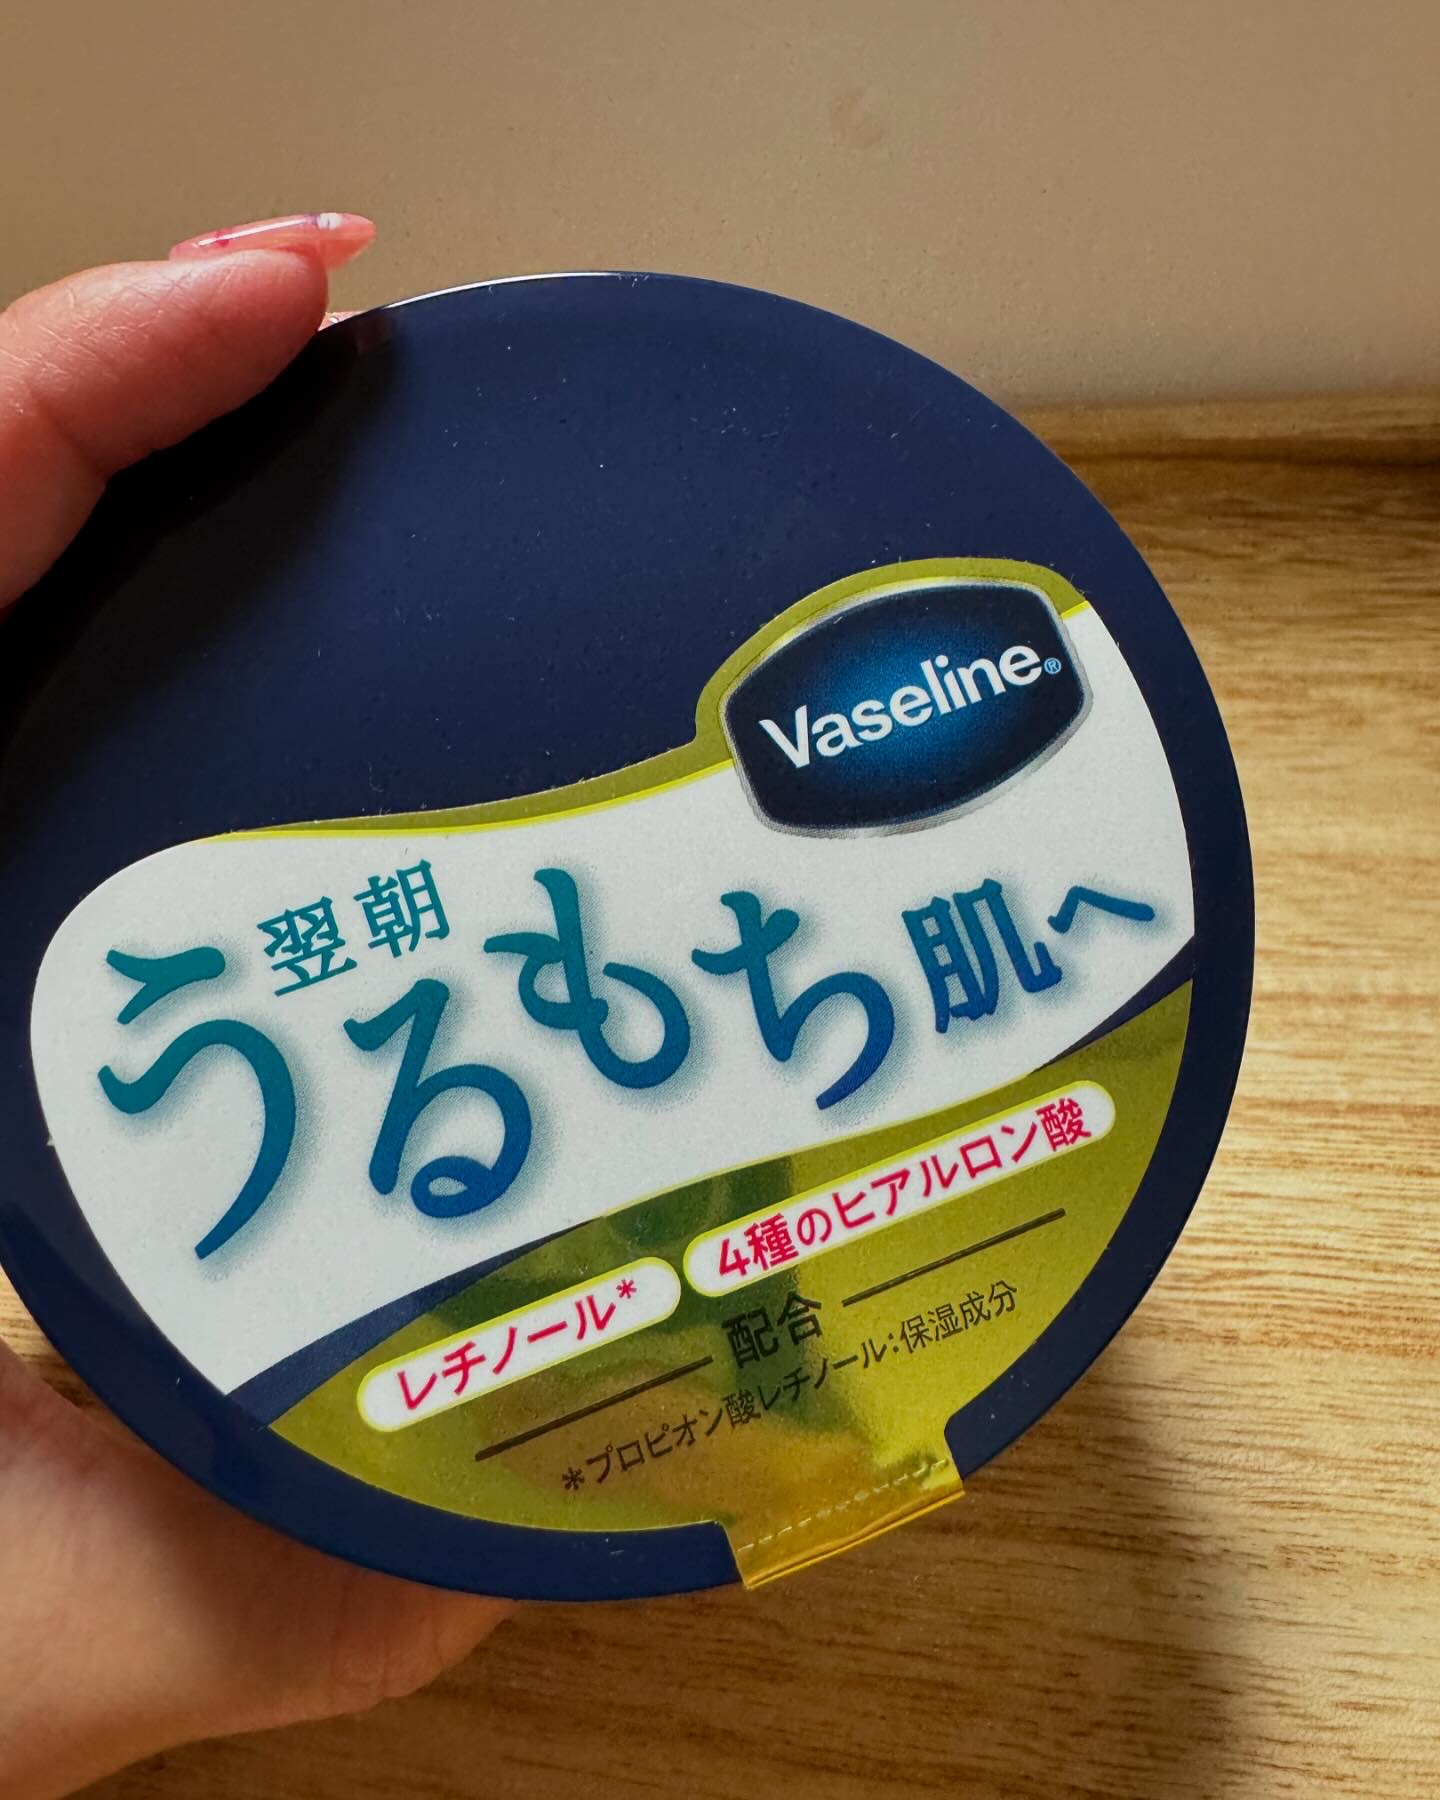 Vaseline®
翌朝
うるもち肌へ
レチノール* 4種のヒアルロン酸
配合
*プロピオン酸レチノール:保湿成分